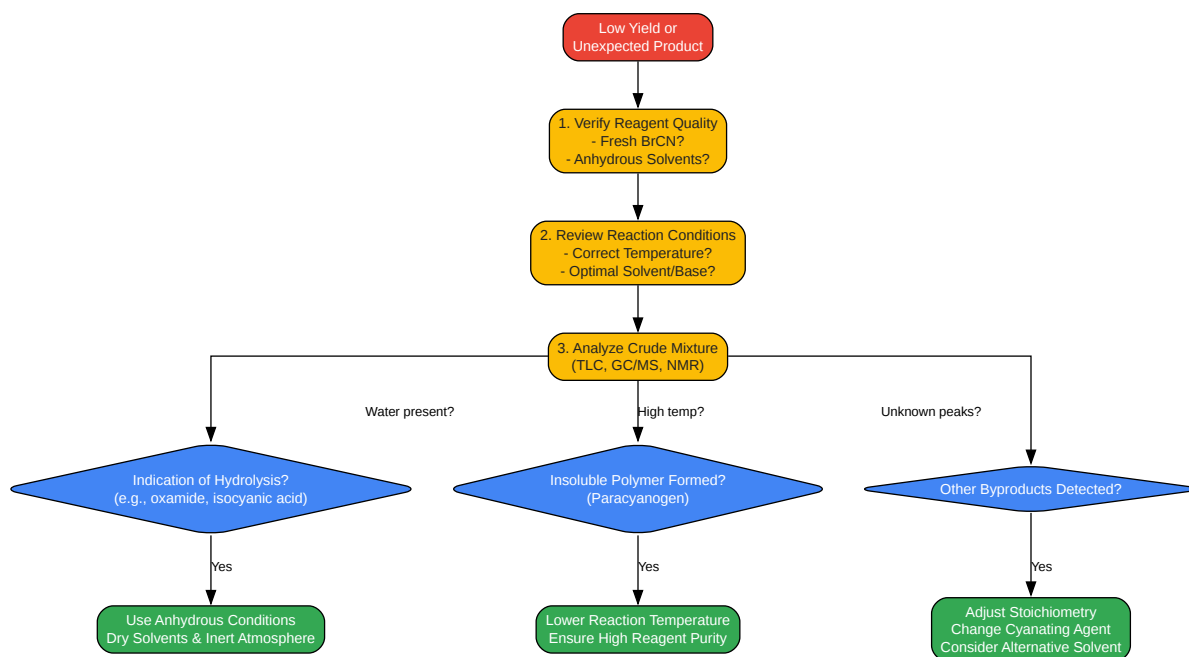 Low Yield or
Unexpected Product
1. Verify Reagent Quality
- Fresh BrCN?
- Anhydrous Solvents?
2. Review Reaction Conditions
- Correct Temperature?
- Optimal Solvent/Base?
3. Analyze Crude Mixture
(TLC, GC/MS, NMR)
Water present?
High temp?
Unknown peaks?
Indication of Hydrolysis?
(e.g., oxamide, isocyanic acid)
Insoluble Polymer Formed?
(Paracyanogen)
Other Byproducts Detected?
Yes
Yes
Yes
Use Anhydrous Conditions
Dry Solvents & Inert Atmosphere
Lower Reaction Temperature
Ensure High Reagent Purity
Adjust Stoichiometry
Change Cyanating Agent
Consider Alternative Solvent